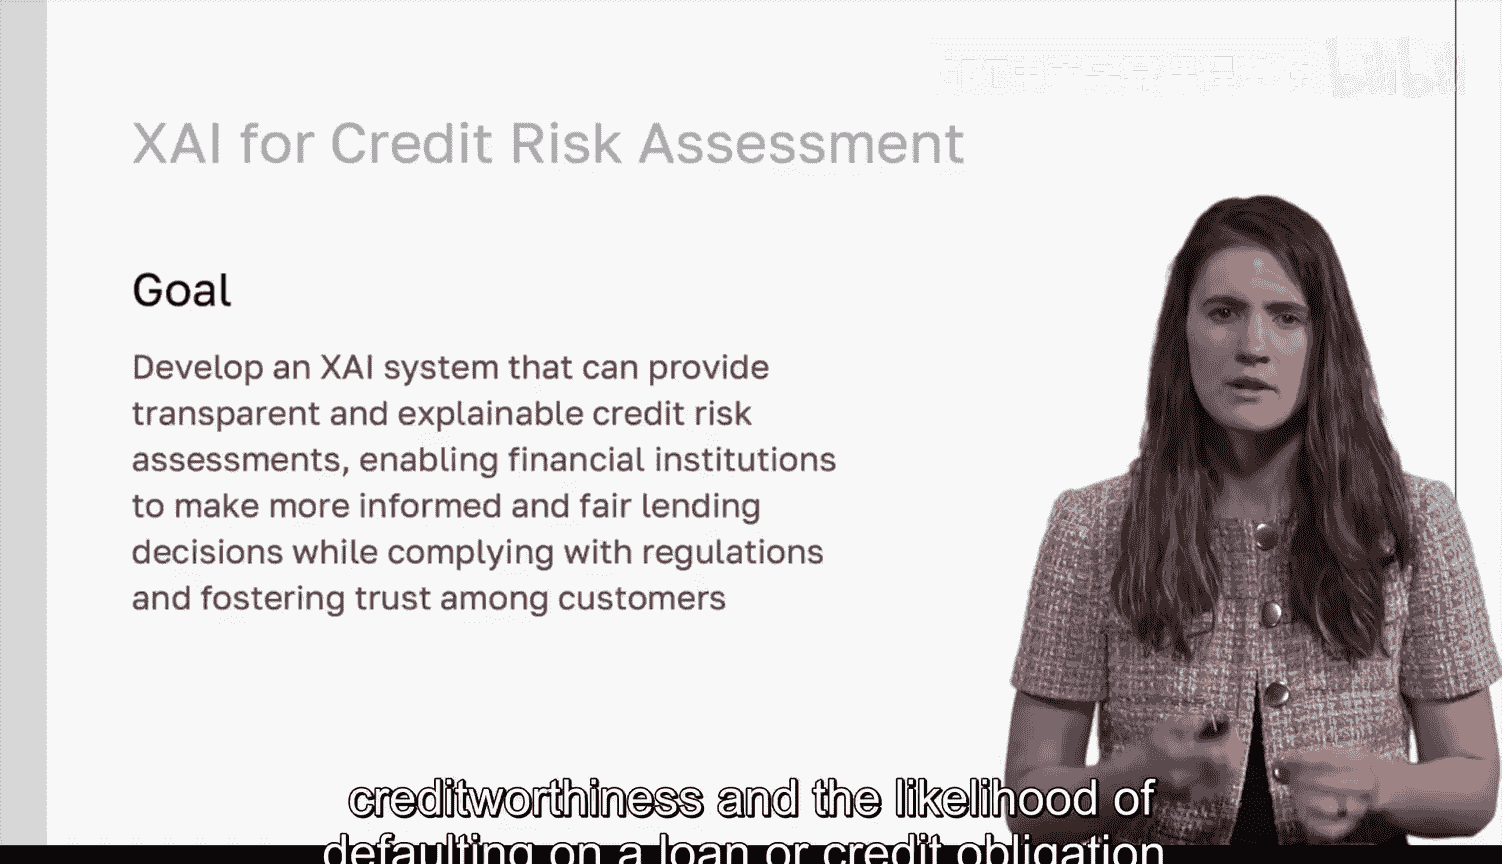 XAI for Credit Risk Assessment
Goal
Develop an XAI system that can provide
transparent and explainable credit risk
assessments, enabling financial institutions
to make more informed and fair lending
decisions while complying with regulations
and fostering trust among customers
creditworthiness and the likelihood of
defaulting on a loan or credit obligation